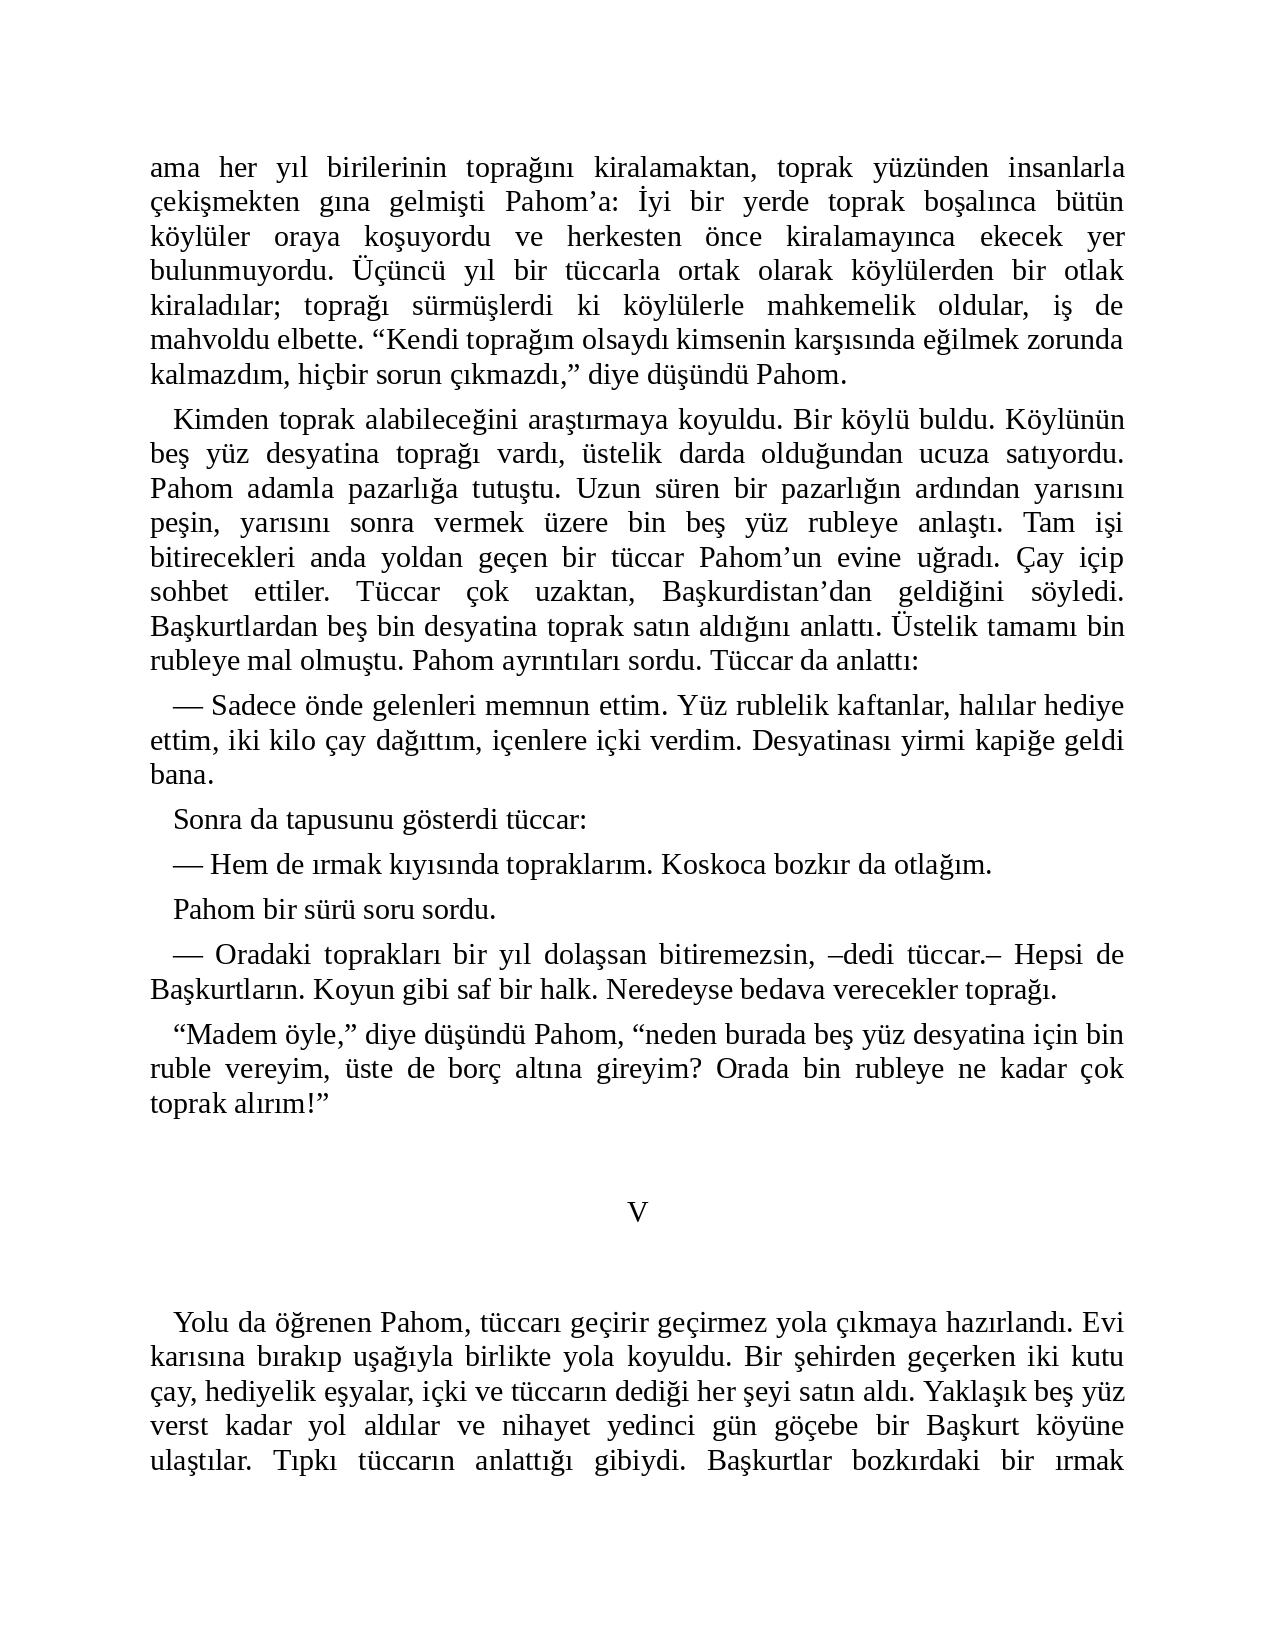 ama her yıl birilerinin toprağını kiralamaktan, toprak yüzünden insanlarla
çekişmekten gına gelmişti Pahom’a: İyi bir yerde toprak boşalınca bütün
köylüler oraya koşuyordu ve herkesten önce kiralamayınca ekecek yer
bulunmuyordu. Üçüncü yıl bir tüccarla ortak olarak köylülerden bir otlak
kiraladılar; toprağı sürmüşlerdi ki köylülerle mahkemelik oldular, iş de
mahvoldu elbette. “Kendi toprağım olsaydı kimsenin karşısında eğilmek zorunda
kalmazdım, hiçbir sorun çıkmazdı,” diye düşündü Pahom.
Kimden toprak alabileceğini araştırmaya koyuldu. Bir köylü buldu. Köylünün
beş yüz desyatina toprağı vardı, üstelik darda olduğundan ucuza satıyordu.
Pahom adamla pazarlığa tutuştu. Uzun süren bir pazarlığın ardından yarısını
peşin, yarısını sonra vermek üzere bin beş yüz rubleye anlaştı. Tam işi
bitirecekleri anda yoldan geçen bir tüccar Pahom’un evine uğradı. Çay içip
sohbet ettiler. Tüccar çok uzaktan, Başkurdistan’dan geldiğini söyledi.
Başkurtlardan beş bin desyatina toprak satın aldığını anlattı. Üstelik tamamı bin
rubleye mal olmuştu. Pahom ayrıntıları sordu. Tüccar da anlattı:
— Sadece önde gelenleri memnun ettim. Yüz rublelik kaftanlar, halılar hediye
ettim, iki kilo çay dağıttım, içenlere içki verdim. Desyatinası yirmi kapiğe geldi
bana.
Sonra da tapusunu gösterdi tüccar:
— Hem de ırmak kıyısında topraklarım. Koskoca bozkır da otlağım.
Pahom bir sürü soru sordu.
— Oradaki toprakları bir yıl dolaşsan bitiremezsin, –dedi tüccar.– Hepsi de
Başkurtların. Koyun gibi saf bir halk. Neredeyse bedava verecekler toprağı.
“Madem öyle,” diye düşündü Pahom, “neden burada beş yüz desyatina için bin
ruble vereyim, üste de borç altına gireyim? Orada bin rubleye ne kadar çok
toprak alırım!”
V
Yolu da öğrenen Pahom, tüccarı geçirir geçirmez yola çıkmaya hazırlandı. Evi
karısına bırakıp uşağıyla birlikte yola koyuldu. Bir şehirden geçerken iki kutu
çay, hediyelik eşyalar, içki ve tüccarın dediği her şeyi satın aldı. Yaklaşık beş yüz
verst kadar yol aldılar ve nihayet yedinci gün göçebe bir Başkurt köyüne
ulaştılar. Tıpkı tüccarın anlattığı gibiydi. Başkurtlar bozkırdaki bir ırmak